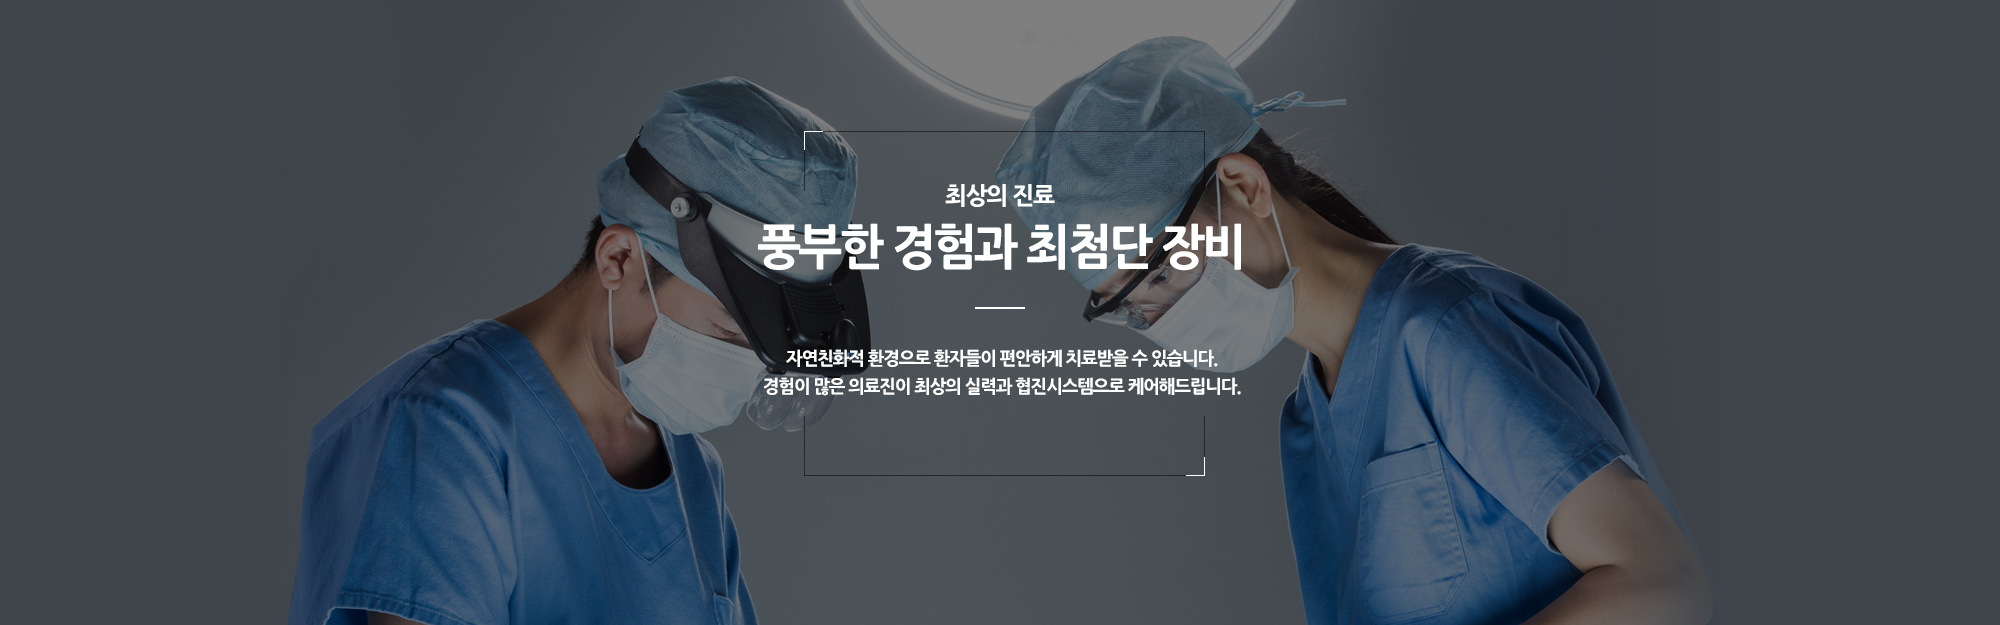 최상의 진료
풍부한 경험과 최첨단 장비
자연친화적 환경으로 환자들이 편안하게 치료받을 수 있습니다.
경험이 많은 의료진이 최상의 실력과 협진시스템으로 케어해드립니다.